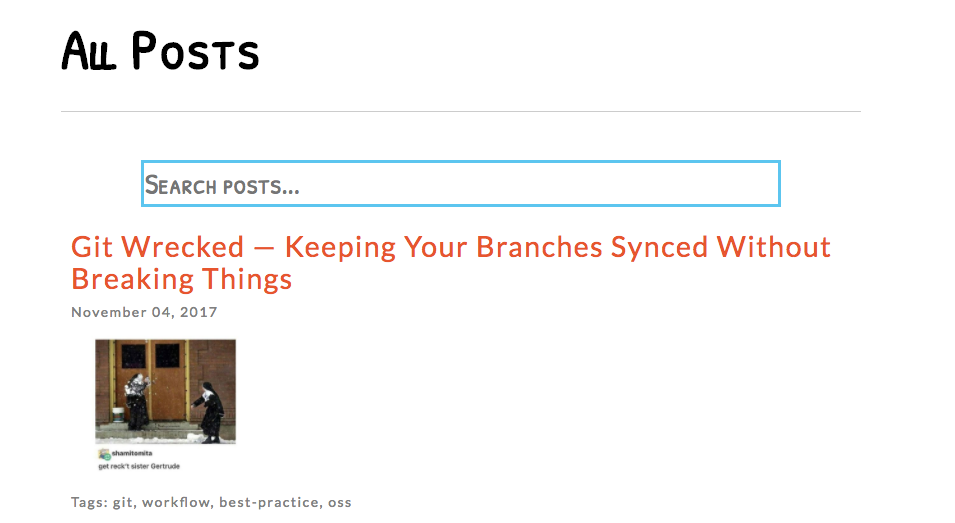 All Posts
Search posts...
Git Wrecked — Keeping Your Branches Synced Without
Breaking Things
November 04, 2017
shamitomita
get reck't sister Gertrude
Tags: git, workflow, best-practice, oss